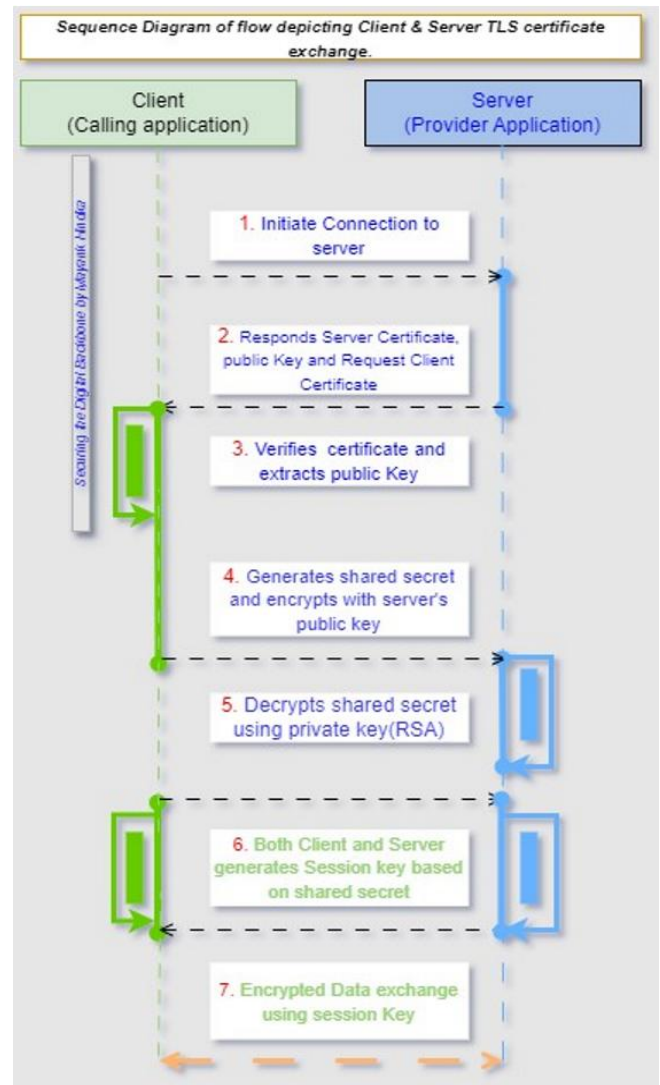 Sequence Diagram of flow depicting Client & Server TLS certificate
exchange.
Client
(Calling application)
Server
(Provider Application)
Securing the Digital Backbone by Mayank Hindka
1. Initiate Connection to
server
2. Responds Server Certificate,
public Key and Request Client
Certificate
3. Verifies certificate and
extracts public Key
4. Generates shared secret
and encrypts with server's
public key
5. Decrypts shared secret
using private key(RSA)
6. Both Client and Server
generates Session key based
on shared secret
7. Encrypted Data exchange
using session Key